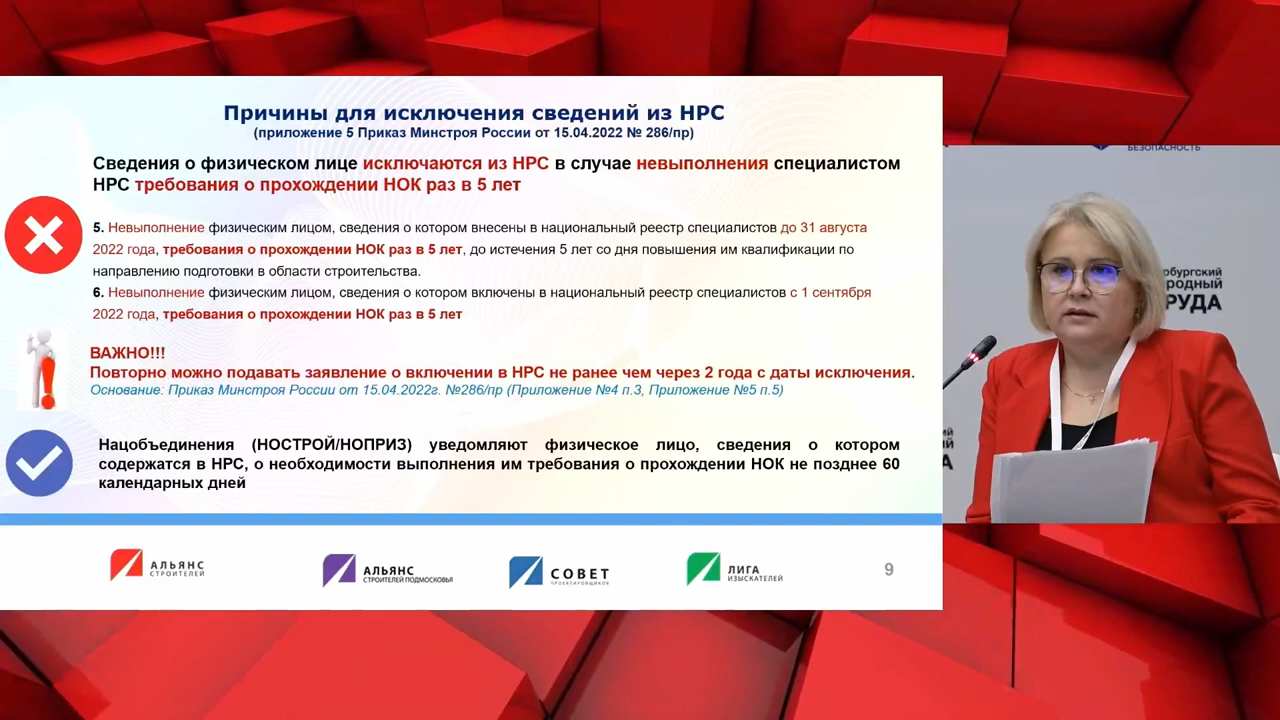 Причины для исключения сведений из НРС
(приложение 5 Приказ Минстроя России от 15.04.2022 № 286/пр)
Сведения о физическом лице исключаются из НРС в случае невыполнения специалистом
НРС требования о прохождении НОК раз в 5 лет
5. Невыполнение физическим лицом, сведения о котором внесены в национальный реестр специалистов до 31 августа
2022 года, требования о прохождении НОК раз в 5 лет, до истечения 5 лет со дня повышения им квалификации по
направлению подготовки в области строительства.
6. Невыполнение физическим лицом, сведения о котором включены в национальный реестр специалистов с 1 сентября
2022 года, требования о прохождении НОК раз в 5 лет
ВАЖНО!!!
Повторно можно подавать заявление о включении в НРС не ранее чем через 2 года с даты исключения.
Основание: Приказ Минстроя России от 15.04.2022г. №286/пр (Приложение №4 п.3, Приложение №5 п.5)
Нацобъединения (НОСТРОЙ/НОПРИЗ) уведомляют физическое лицо, сведения о котором
содержатся в НРС, о необходимости выполнения им требования о прохождении НОК не позднее 60
календарных дней
АЛЬЯНС
СТРОИТЕЛЕЙ
АЛЬЯНС
СТРОИТЕЛЕЙ ПОДМОСКОВЬЯ
СОВЕТ
ПРОЕКТИРОВЩИКОВ
ЛИГА
ИЗЫСКАТЕЛЕЙ
9
БЕЗОПАСНОСТЬ
рбургский
родный
РУДА